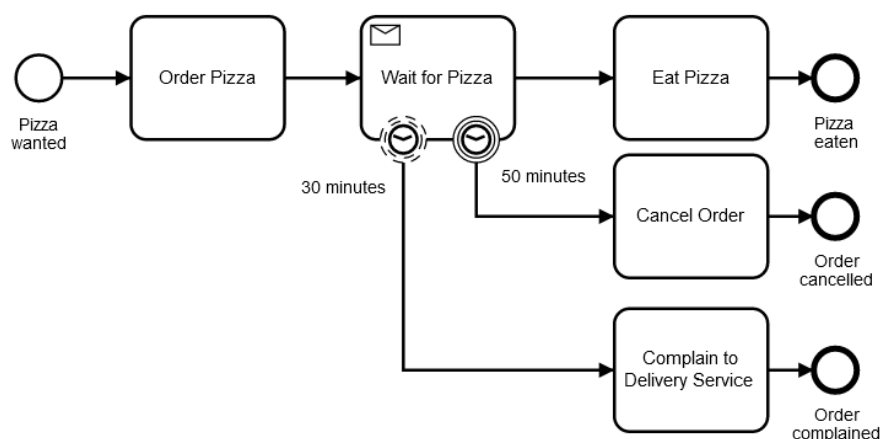 Order Pizza
Wait for Pizza
Eat Pizza
Pizza
wanted
Pizza
eaten
30 minutes
50 minutes
Cancel Order
Order
cancelled
Complain to
Delivery Service
Order
complained